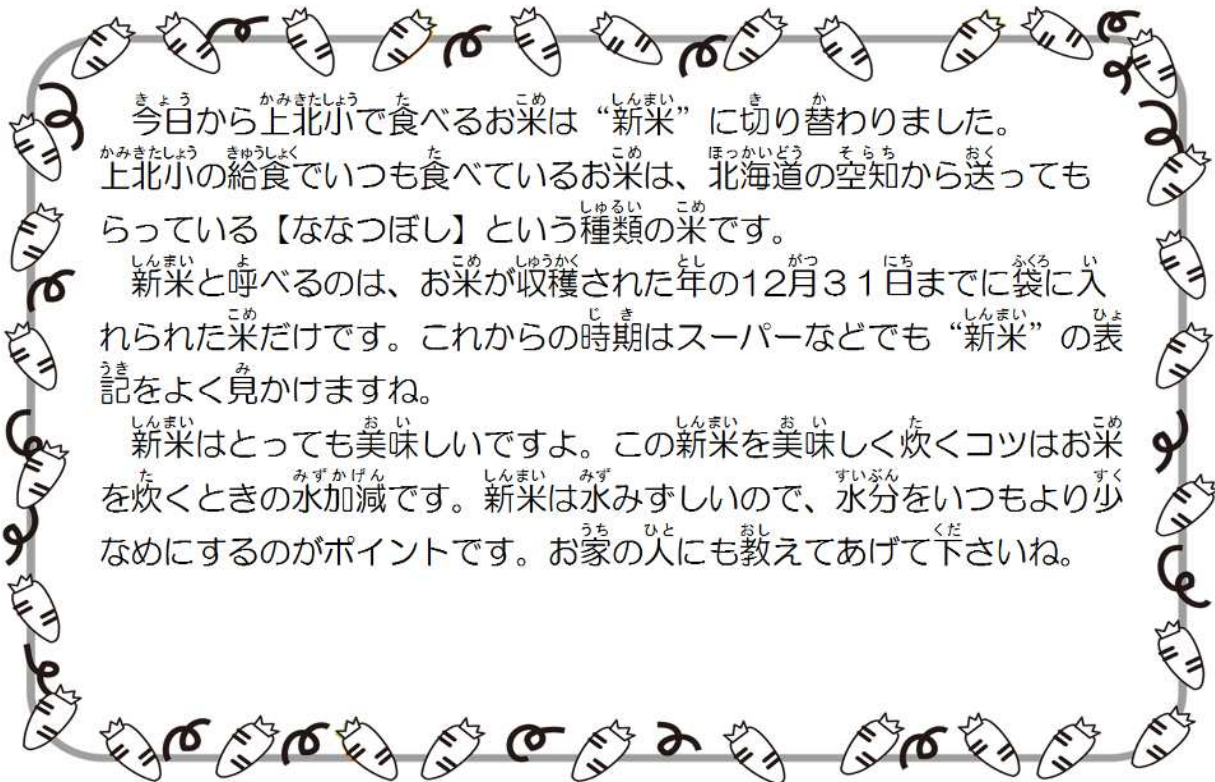 今日から上北小で食べるお米は“新米”に切り替わりました。
上北小の給食でいつも食べているお米は、北海道の空知から送っても
らっている【ななつぼし】という種類の米です。
新米と呼べるのは、お米が収穫された年の12月３１日までに袋に入
れられた米だけです。これからの時期はスーパーなどでも“新米”の表
記をよく見かけますね。
新米はとっても美味しいですよ。この新米を美味しく炊くコツはお米
を炊くときの水加減です。新米は水みずしいので、水分をいつもより少
なめにするのがポイントです。お家の人にも教えてあげて下さいね。